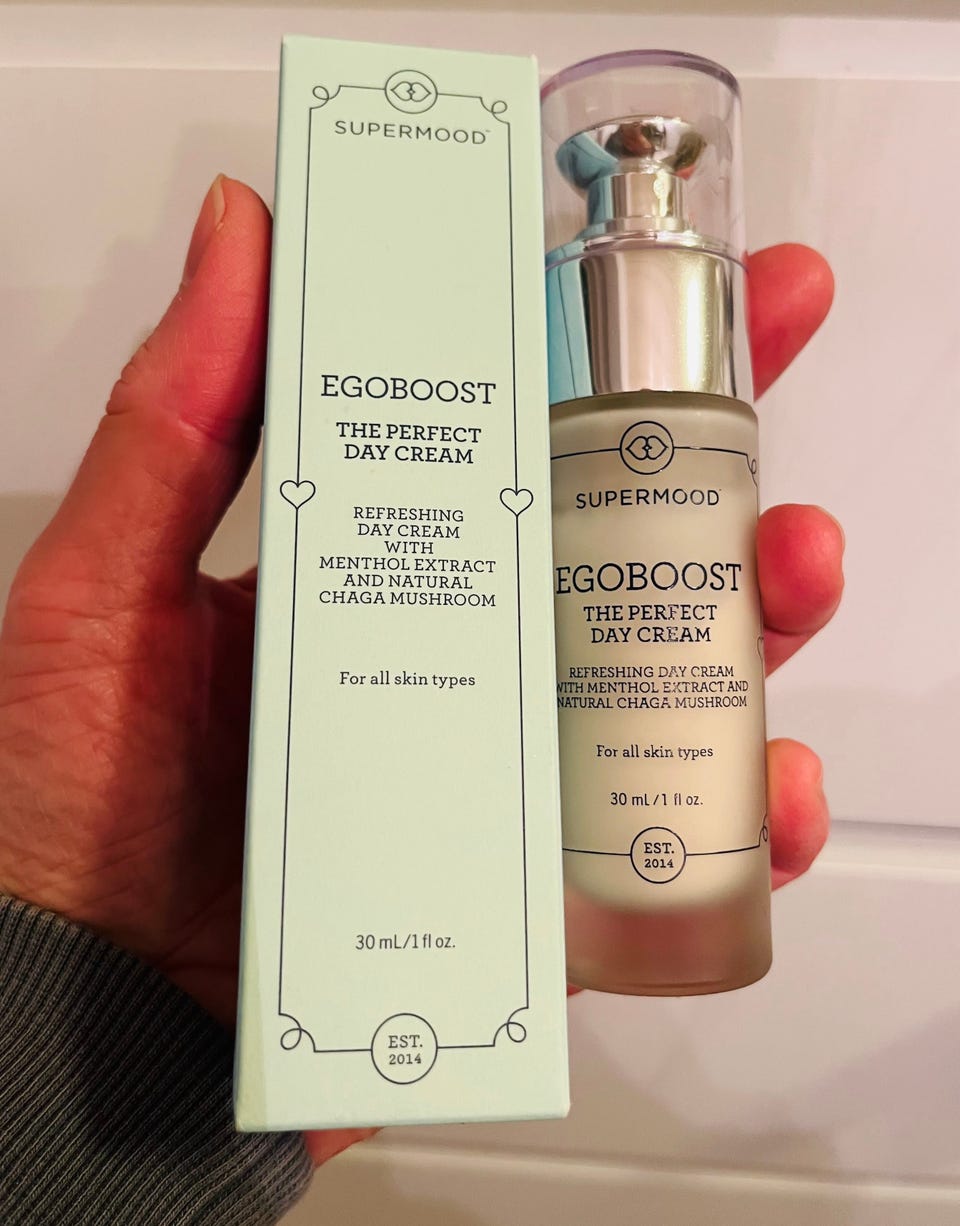 SUPERMOOD™
EGOBOOST
THE PERFECT
DAY CREAM
REFRESHING
DAY CREAM
WITH
MENTHOL EXTRACT
AND NATURAL
CHAGA MUSHROOM
For all skin types
30 mL/1 fl oz.
EST.
2014
SUPERMOOD
EGOBOOST
THE PERFECT
DAY CREAM
REFRESHING DAY CREAM
WITH MENTHOL EXTRACT AND
NATURAL CHAGA MUSHROOM
For all skin types
30 mL/1 fl oz.
EST.
2014